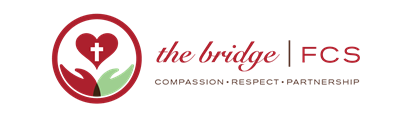 the bridge | FCS
COMPASSION • RESPECT • PARTNERSHIP